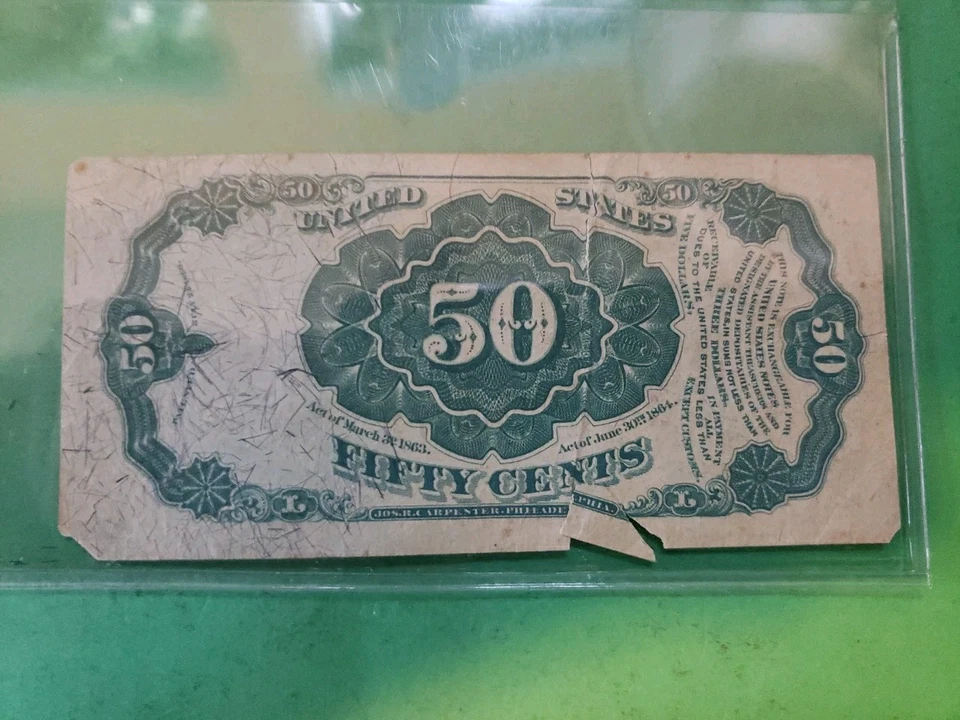 50 50
UNITED STATES
50
50
50
RECEIVABLE IN PAYMENT
OF ALL
DUES TO THE UNITED STATES LESS THAN
FIVE DOLLARS; EXCEPT CUSTOMS.
THIS NOTE IS EXCHANGEABLE FOR
UNITED STATES NOTES
BY THE ASSISTANT TREASURERS AND
DESIGNATED DEPOSITARIES OF THE
UNITED STATES, IN SUMS NOT LESS THAN
THREE DOLLARS.
Act of March 3rd 1863. Act of June 30th 1864.
FIFTY CENTS
L L
JOS.R.CARPENTER.PHILADELPHIA.